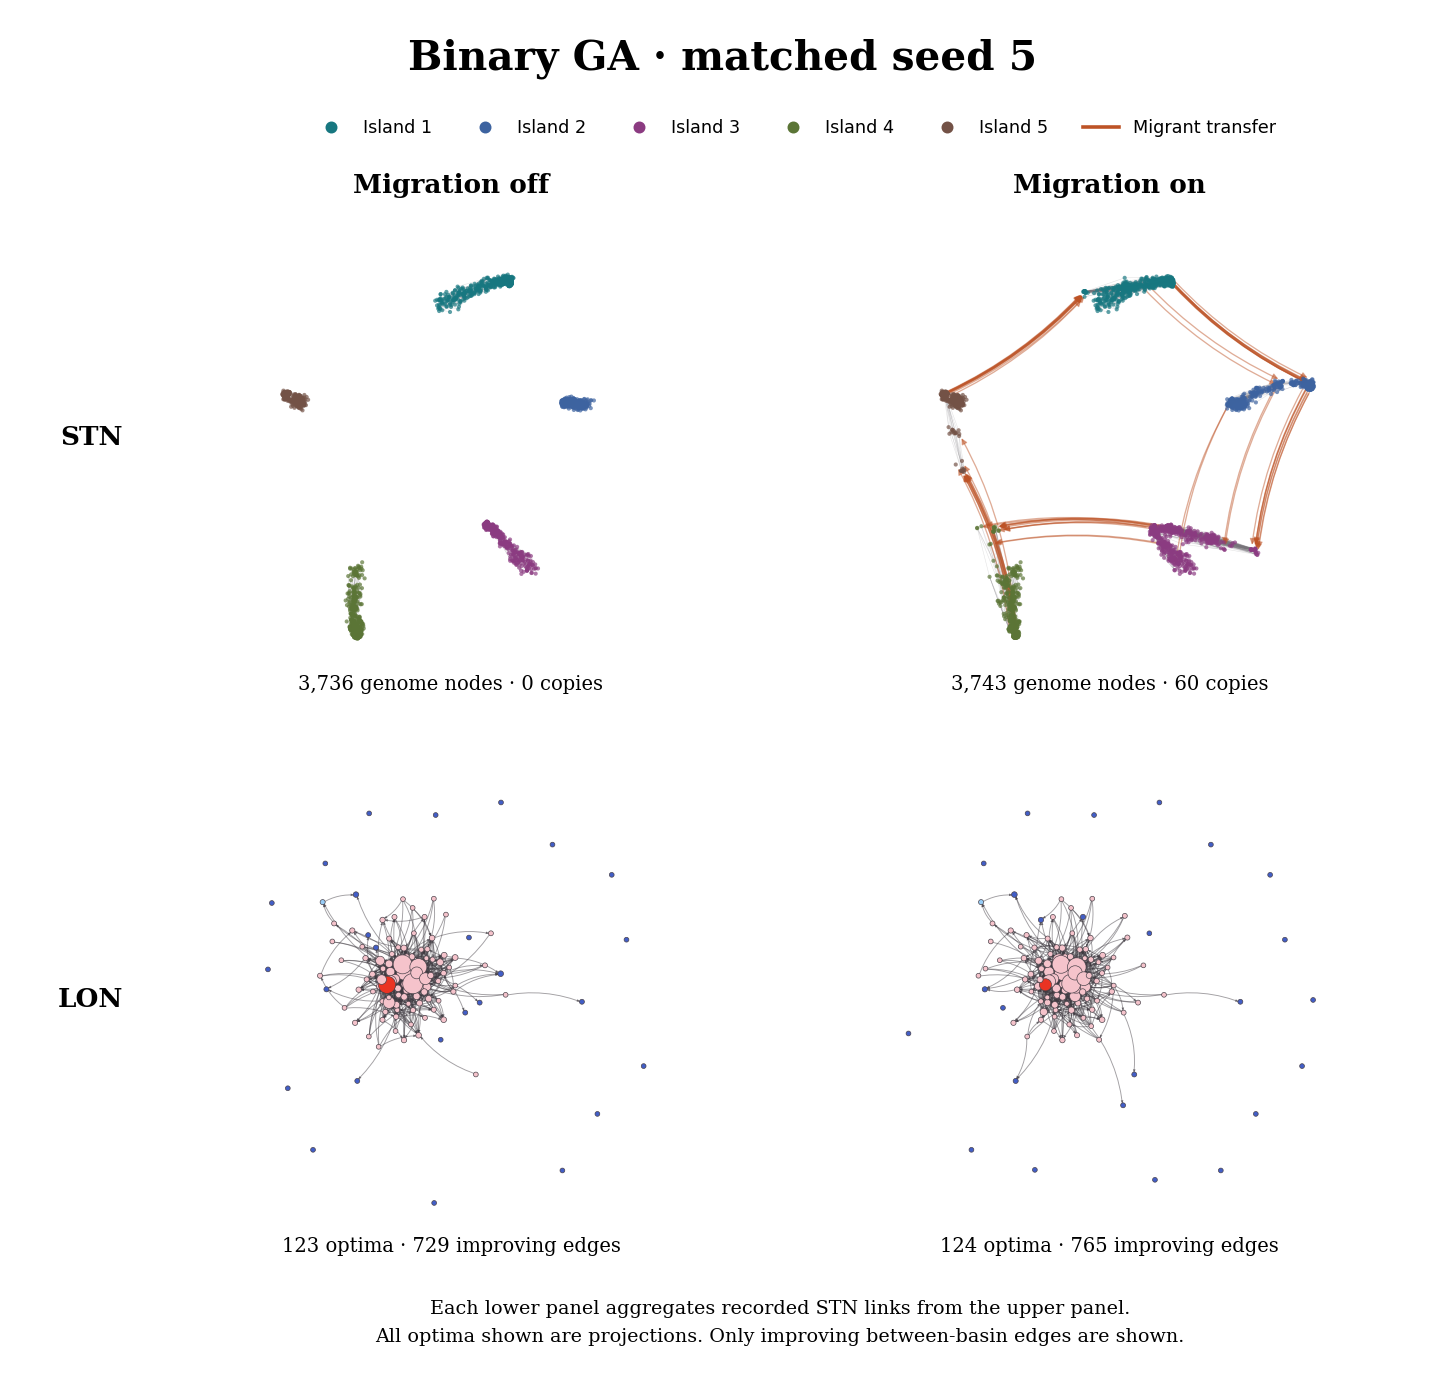 Binary GA · matched seed 5
Island 1 Island 2 Island 3 Island 4 Island 5 Migrant transfer
Migration off Migration on
STN
3,736 genome nodes · 0 copies 3,743 genome nodes · 60 copies
LON
123 optima · 729 improving edges 124 optima · 765 improving edges
Each lower panel aggregates recorded STN links from the upper panel.
All optima shown are projections. Only improving between-basin edges are shown.